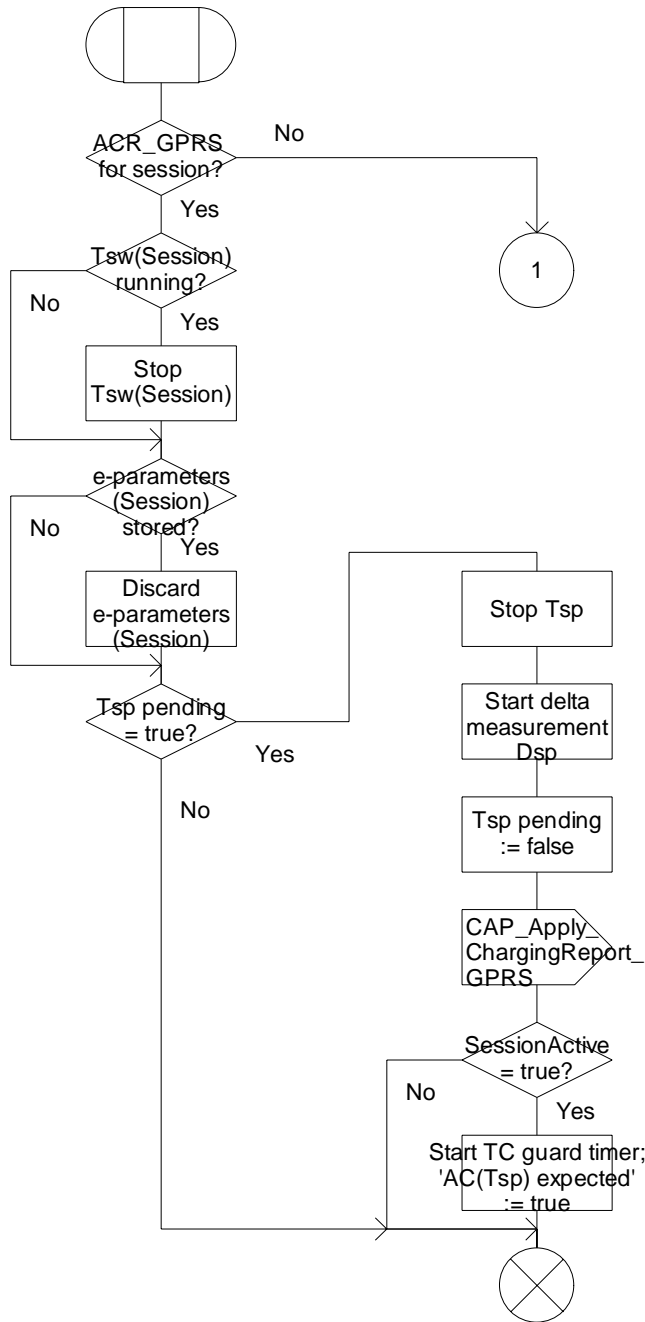 ACR_GPRS
for session?
No
Yes
Tsw(Session)
running?
1
No
Yes
Stop
Tsw(Session)
e-parameters
(Session)
stored?
No
Yes
Discard
e-parameters
(Session)
Stop Tsp
Tsp pending
= true?
Yes
No
Start delta
measurement
Dsp
Tsp pending
:= false
CAP_Apply_
ChargingReport_
GPRS
SessionActive
= true?
No
Yes
Start TC guard timer;
'AC(Tsp) expected'
:= true